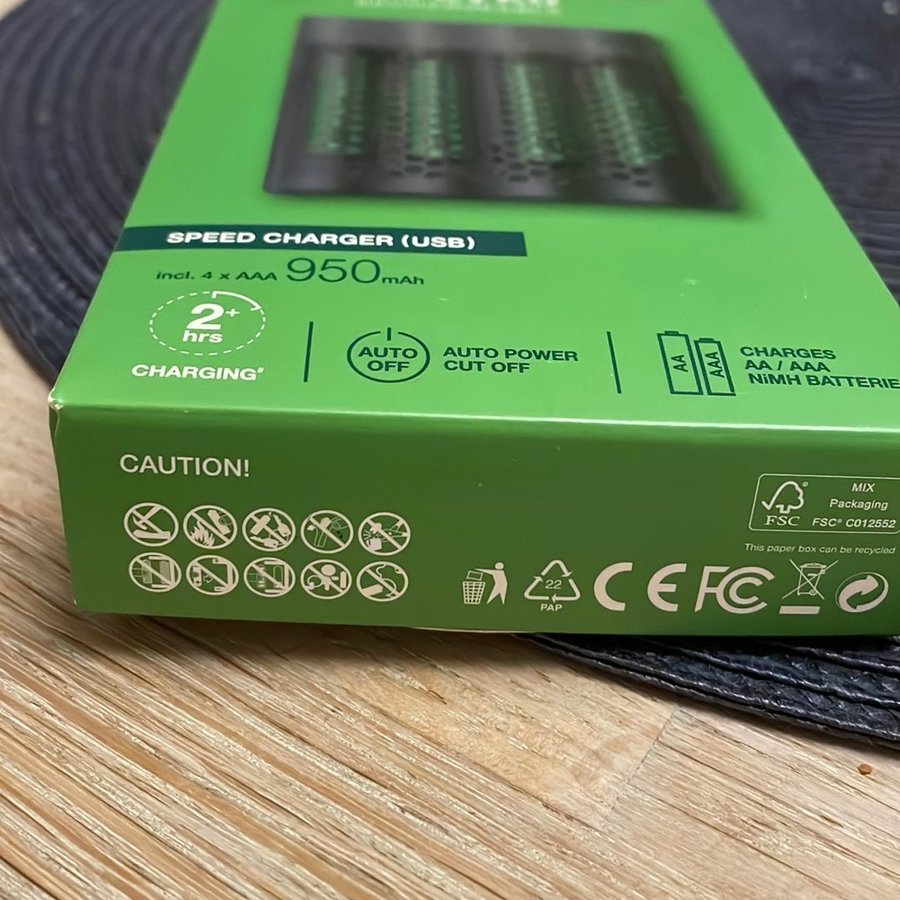 SPEED CHARGER (USB)
incl. 4 x AAA 950mAh
2+
hrs
CHARGING#
AUTO
OFF
AUTO POWER
CUT OFF
AA
AAA
CHARGES
AA / AAA
NiMH BATTERIE
CAUTION!
FSC
MIX
Packaging
FSC® C012552
This paper box can be recycled
22
PAP
CE
FC